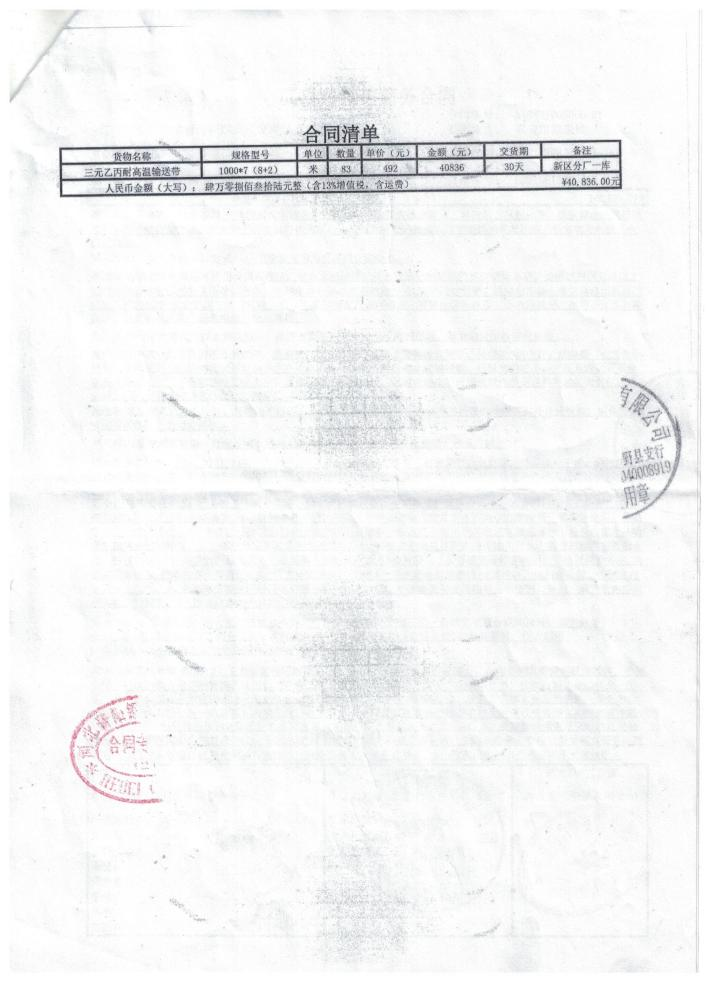 合同清单
货物名称 规格型号 单位 数量 单价（元） 金额（元） 交货期 备注
三元乙丙耐高温输送带 1000*7（8+2） 米 83 492 40836 30天 新区分厂一库
人民币金额（大写）： 肆万零捌佰叁拾陆元整（含13%增值税，含运费） ¥40,836.00元
有限公司
野县支行
040008919
用章
河北
合同专
HEBEI